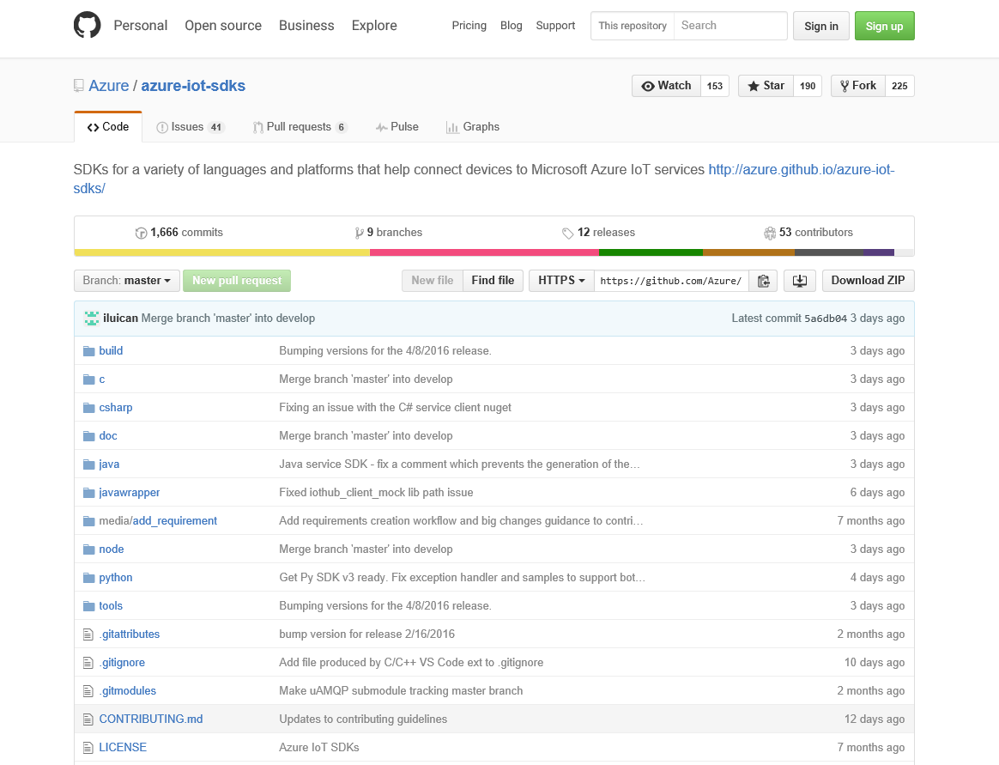 Personal Open source Business Explore Pricing Blog Support This repository Search Sign in Sign up
Azure / azure-iot-sdks Watch 153 Star 190 Fork 225
Code Issues 41 Pull requests 6 Pulse Graphs
SDKs for a variety of languages and platforms that help connect devices to Microsoft Azure IoT services http://azure.github.io/azure-iot-
sdks/
1,666 commits 9 branches 12 releases 53 contributors
Branch: master New pull request New file Find file HTTPS https://github.com/Azure/ Download ZIP
iluican Merge branch 'master' into develop Latest commit 5a6db04 3 days ago
build Bumping versions for the 4/8/2016 release. 3 days ago
c Merge branch 'master' into develop 3 days ago
csharp Fixing an issue with the C# service client nuget 3 days ago
doc Merge branch 'master' into develop 3 days ago
java Java service SDK - fix a comment which prevents the generation of the… 3 days ago
javawrapper Fixed iothub_client_mock lib path issue 6 days ago
media/add_requirement Add requirements creation workflow and big changes guidance to contri… 7 months ago
node Merge branch 'master' into develop 3 days ago
python Get Py SDK v3 ready. Fix exception handler and samples to support bot… 4 days ago
tools Bumping versions for the 4/8/2016 release. 3 days ago
.gitattributes bump version for release 2/16/2016 2 months ago
.gitignore Add file produced by C/C++ VS Code ext to .gitignore 10 days ago
.gitmodules Make uAMQP submodule tracking master branch 2 months ago
CONTRIBUTING.md Updates to contributing guidelines 12 days ago
LICENSE Azure IoT SDKs 7 months ago